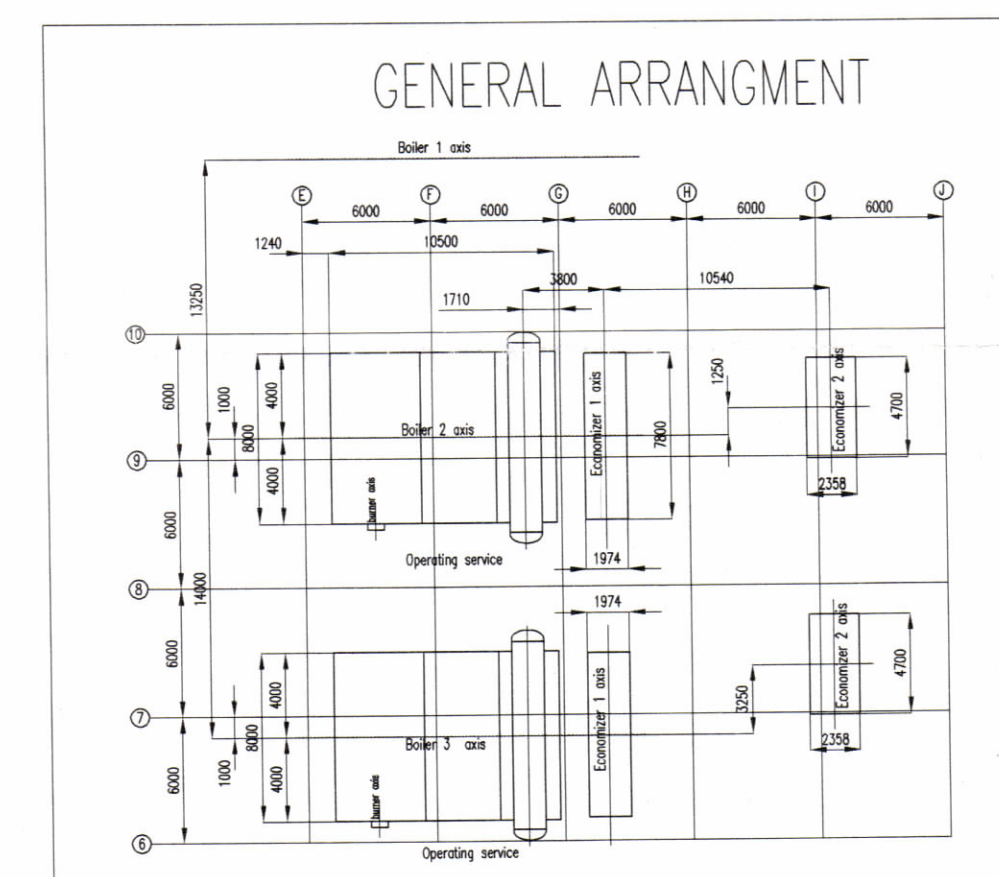 GENERAL ARRANGMENT
Boiler 1 axis
E F G H I J
6000 6000 6000 6000 6000
1240 10500
3800 10540
1710
13250
10
6000 1000 8000 4000 1250
Boiler 2 axis
Economizer 1 axis
7800
Economizer 2 axis
4700
9
4000
burner axis
2358
6000
Operating service
1974
8
14000
1974
6000
4000
Economizer 2 axis
4700
3250
7
8000
Boiler 3 axis
Economizer 1 axis
2358
6000 1000 4000
burner axis
6
Operating service